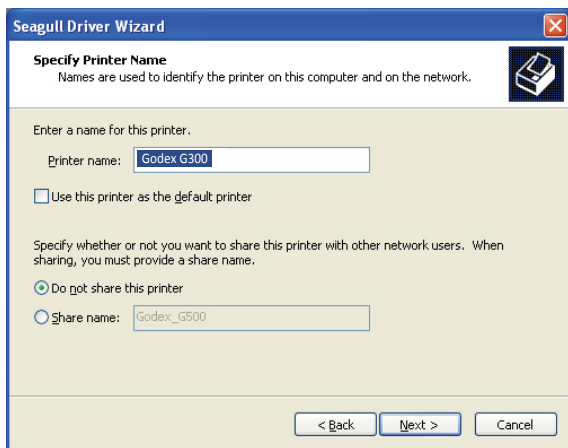 Seagull Driver Wizard
Specify Printer Name
Names are used to identify the printer on this computer and on the network.
Enter a name for this printer.
Printer name: Godex G300
Use this printer as the default printer
Specify whether or not you want to share this printer with other network users. When
sharing, you must provide a share name.
Do not share this printer
Share name: Godex_G500
< Back Next > Cancel